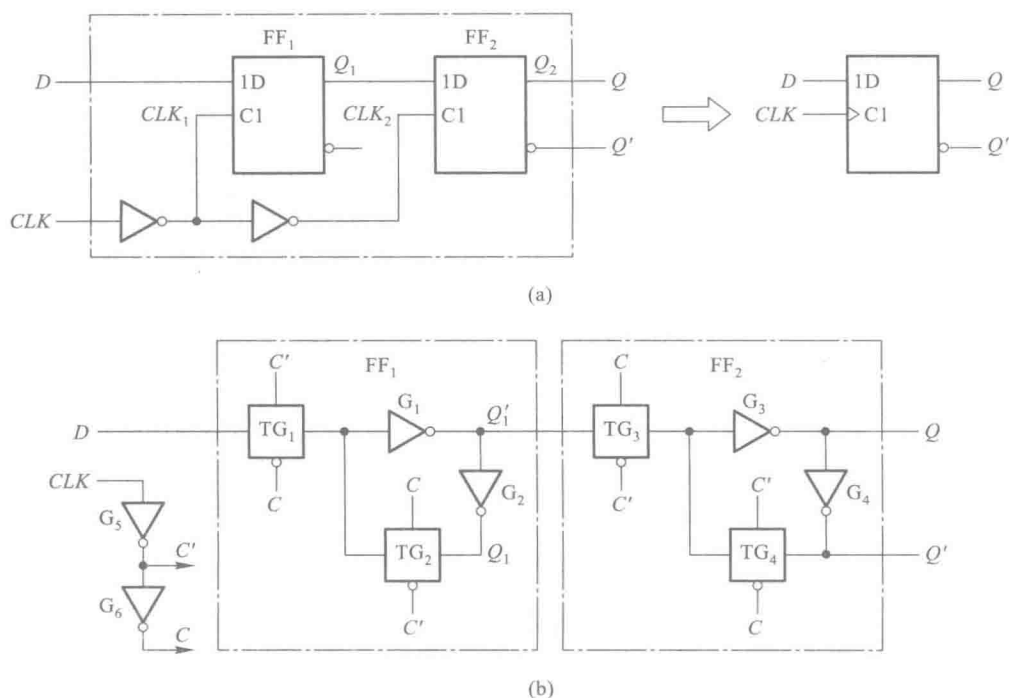 FF₁ FF₂
D 1D Q₁ 1D Q₂ Q D 1D Q
CLK₁ C1 CLK₂ C1 CLK C1
Q' Q'
CLK
(a)
C' FF₁ C FF₂
G₁ Q₁' G₃
D TG₁ TG₃ Q
CLK C C G₂ C' C' G₄
G₅ C' TG₂ Q₁ TG₄ Q'
G₆ C C' C
(b)